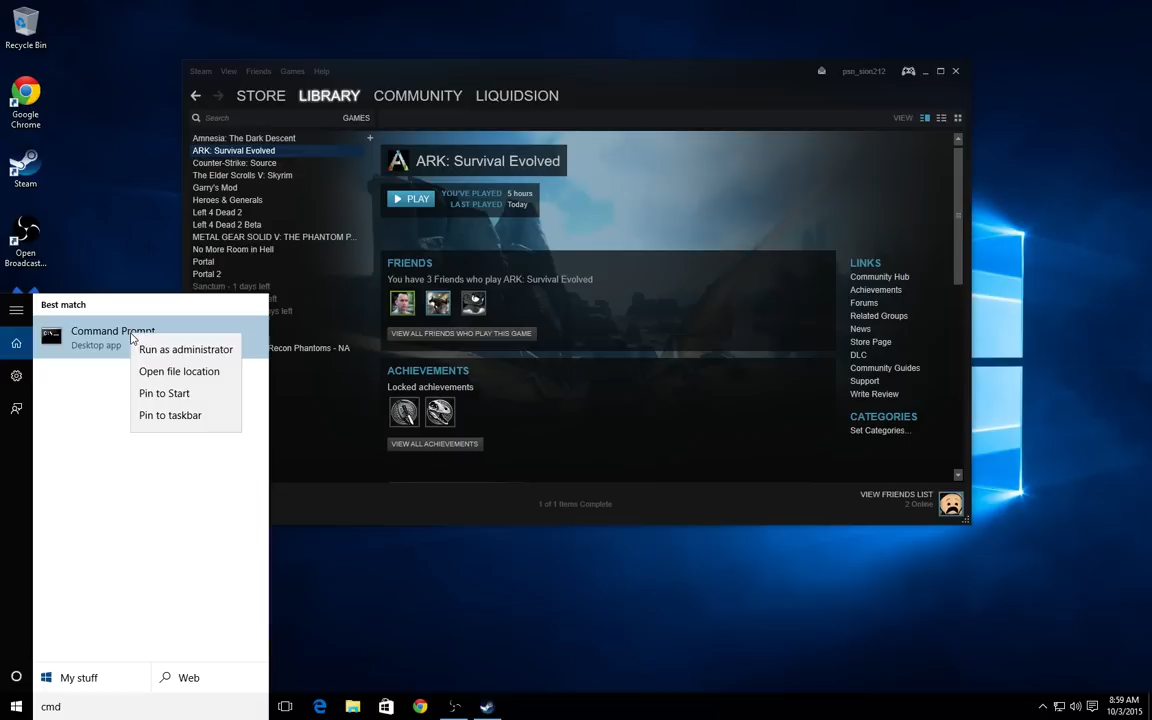 Recycle Bin
Google
Chrome
Steam
Open
Broadcast...
Steam View Friends Games Help
psn_sion212
STORE LIBRARY COMMUNITY LIQUIDSION
Search
GAMES
VIEW
Amnesia: The Dark Descent
ARK: Survival Evolved
Counter-Strike: Source
The Elder Scrolls V: Skyrim
Garry's Mod
Heroes & Generals
Left 4 Dead 2
Left 4 Dead 2 Beta
METAL GEAR SOLID V: THE PHANTOM P...
No More Room in Hell
Portal
Portal 2
Sanctum - 1 days left
ys left
Recon Phantoms - NA
ARK: Survival Evolved
PLAY
YOU'VE PLAYED 5 hours
LAST PLAYED Today
FRIENDS
You have 3 Friends who play ARK: Survival Evolved
VIEW ALL FRIENDS WHO PLAY THIS GAME
ACHIEVEMENTS
Locked achievements
VIEW ALL ACHIEVEMENTS
LINKS
Community Hub
Achievements
Forums
Related Groups
News
Store Page
DLC
Community Guides
Support
Write Review
CATEGORIES
Set Categories...
1 of 1 Items Complete
VIEW FRIENDS LIST
2 Online
Best match
Command Prompt
Desktop app
Run as administrator
Open file location
Pin to Start
Pin to taskbar
My stuff
Web
cmd
8:59 AM
10/3/2015